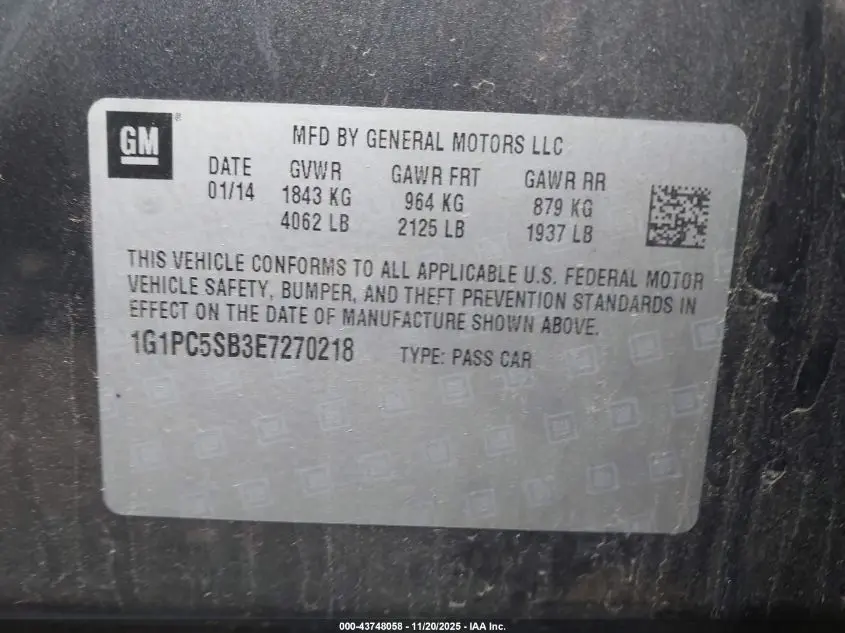 GM®
MFD BY GENERAL MOTORS LLC
DATE GVWR GAWR FRT GAWR RR
01/14 1843 KG 964 KG 879 KG
4062 LB 2125 LB 1937 LB
THIS VEHICLE CONFORMS TO ALL APPLICABLE U.S. FEDERAL MOTOR
VEHICLE SAFETY, BUMPER, AND THEFT PREVENTION STANDARDS IN
EFFECT ON THE DATE OF MANUFACTURE SHOWN ABOVE.
1G1PC5SB3E7270218 TYPE: PASS CAR
000-43748058 - 11/20/2025 - IAA Inc.